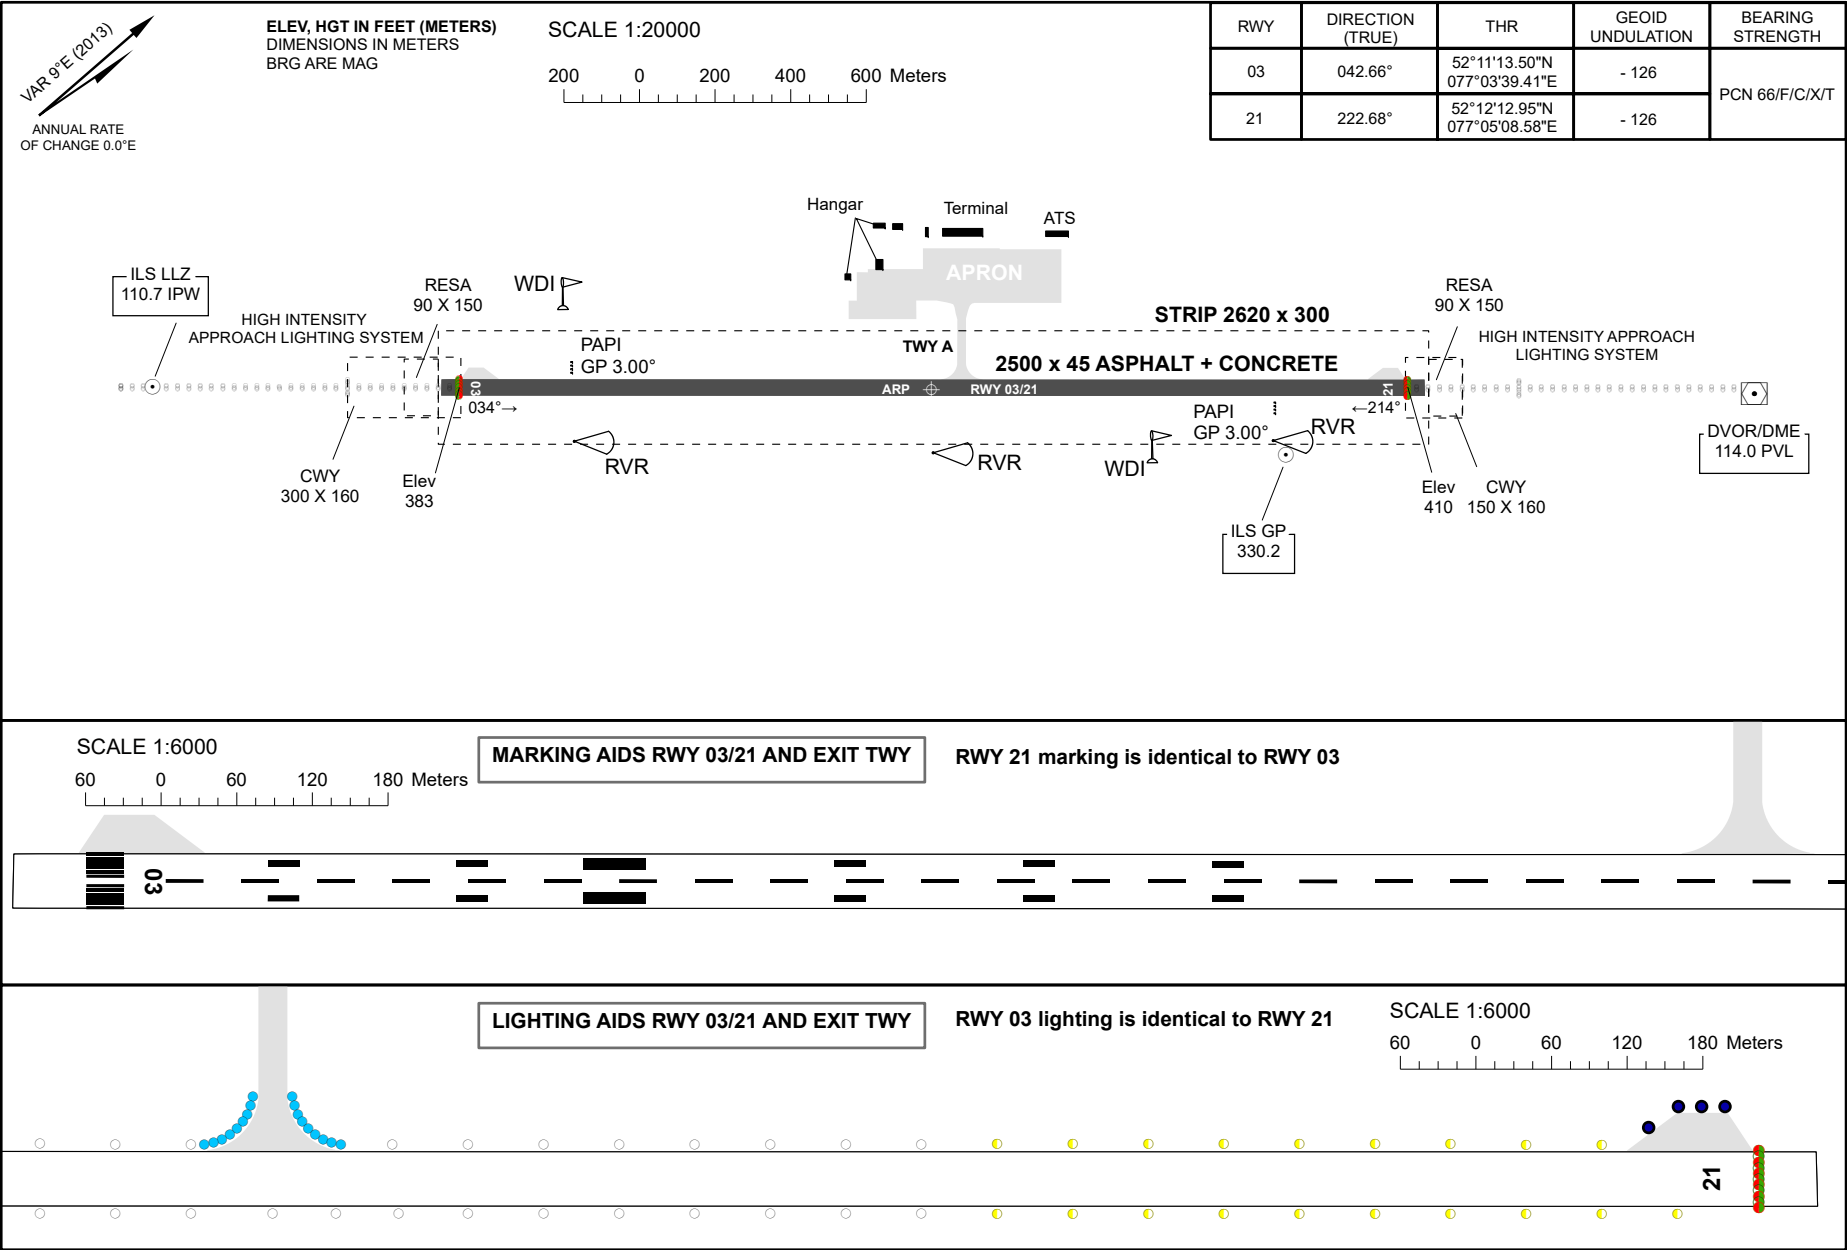 VAR 9°E (2013)
ANNUAL RATE
OF CHANGE 0.0°E
ELEV, HGT IN FEET (METERS)
DIMENSIONS IN METERS
BRG ARE MAG
SCALE 1:20000
200 0 200 400 600 Meters
RWY DIRECTION (TRUE) THR GEOID UNDULATION BEARING STRENGTH
03 042.66° 52°11'13.50"N 077°03'39.41"E - 126 PCN 66/F/C/X/T
21 222.68° 52°12'12.95"N 077°05'08.58"E - 126
Hangar
Terminal
ATS
APRON
ILS LLZ
110.7 IPW
HIGH INTENSITY
APPROACH LIGHTING SYSTEM
RESA
90 X 150
WDI
STRIP 2620 x 300
RESA
90 X 150
HIGH INTENSITY APPROACH
LIGHTING SYSTEM
PAPI
GP 3.00°
TWY A
2500 x 45 ASPHALT + CONCRETE
03
ARP
RWY 03/21
21
034°→
←214°
PAPI
GP 3.00°
RVR
RVR
RVR
WDI
CWY
300 X 160
Elev
383
Elev
410
CWY
150 X 160
DVOR/DME
114.0 PVL
ILS GP
330.2
SCALE 1:6000
60 0 60 120 180 Meters
MARKING AIDS RWY 03/21 AND EXIT TWY
RWY 21 marking is identical to RWY 03
03
LIGHTING AIDS RWY 03/21 AND EXIT TWY
RWY 03 lighting is identical to RWY 21
SCALE 1:6000
60 0 60 120 180 Meters
21